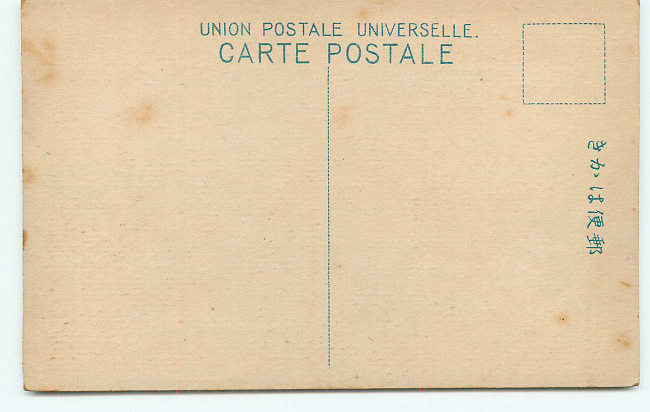 UNION POSTALE UNIVERSELLE.
CARTE POSTALE
きかは便郵